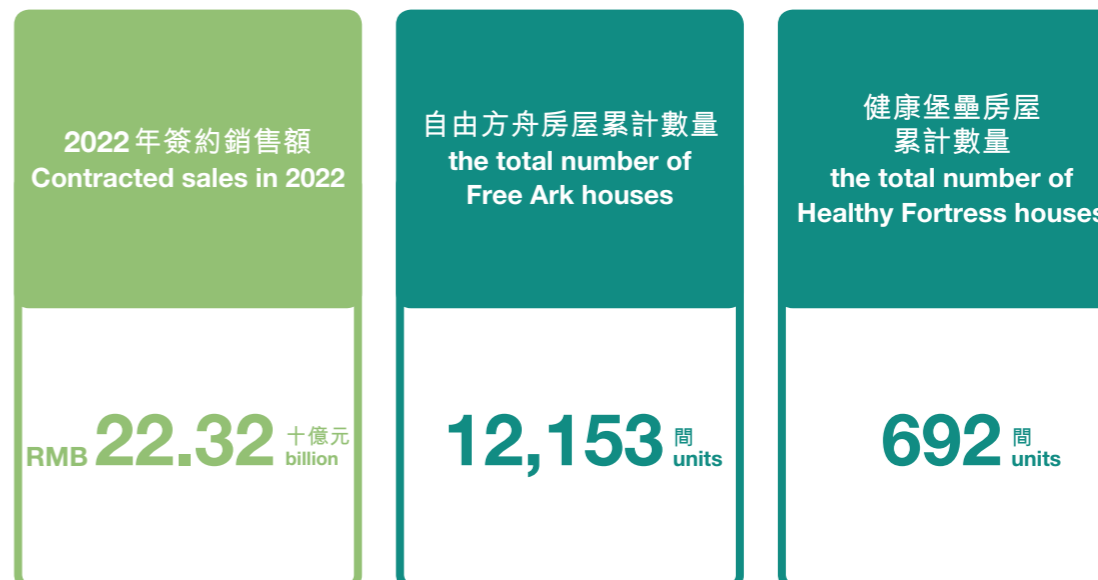 2022年簽約銷售額
Contracted sales in 2022
RMB 22.32 十億元
billion
自由方舟房屋累計數量
the total number of
Free Ark houses
12,153 間
units
健康堡壘房屋
累計數量
the total number of
Healthy Fortress houses
692 間
units